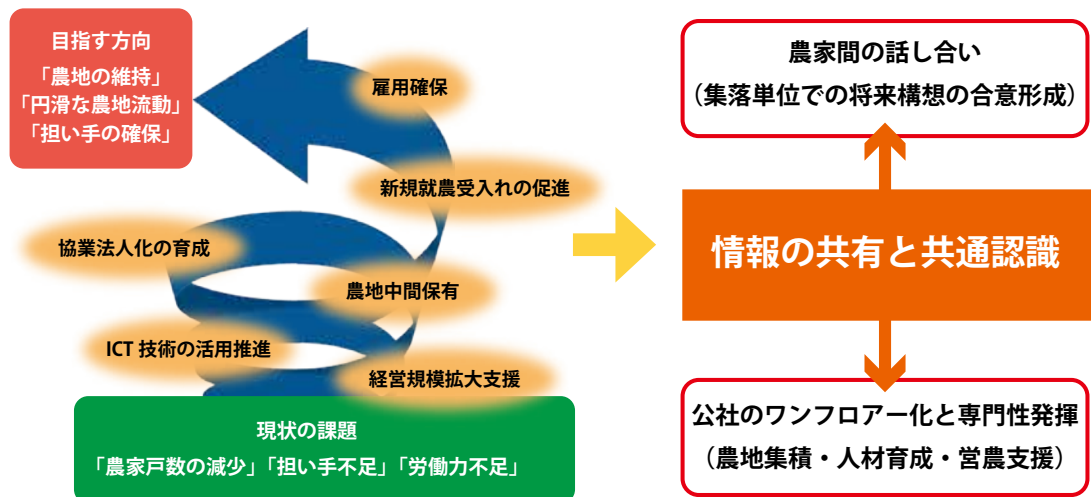 目指す方向
「農地の維持」
「円滑な農地流動」
「担い手の確保」
雇用確保
新規就農受入れの促進
協業法人化の育成
農地中間保有
ICT 技術の活用推進
経営規模拡大支援
現状の課題
「農家戸数の減少」「担い手不足」「労働力不足」
農家間の話し合い
（集落単位での将来構想の合意形成）
情報の共有と共通認識
公社のワンフロアー化と専門性発揮
（農地集積・人材育成・営農支援）